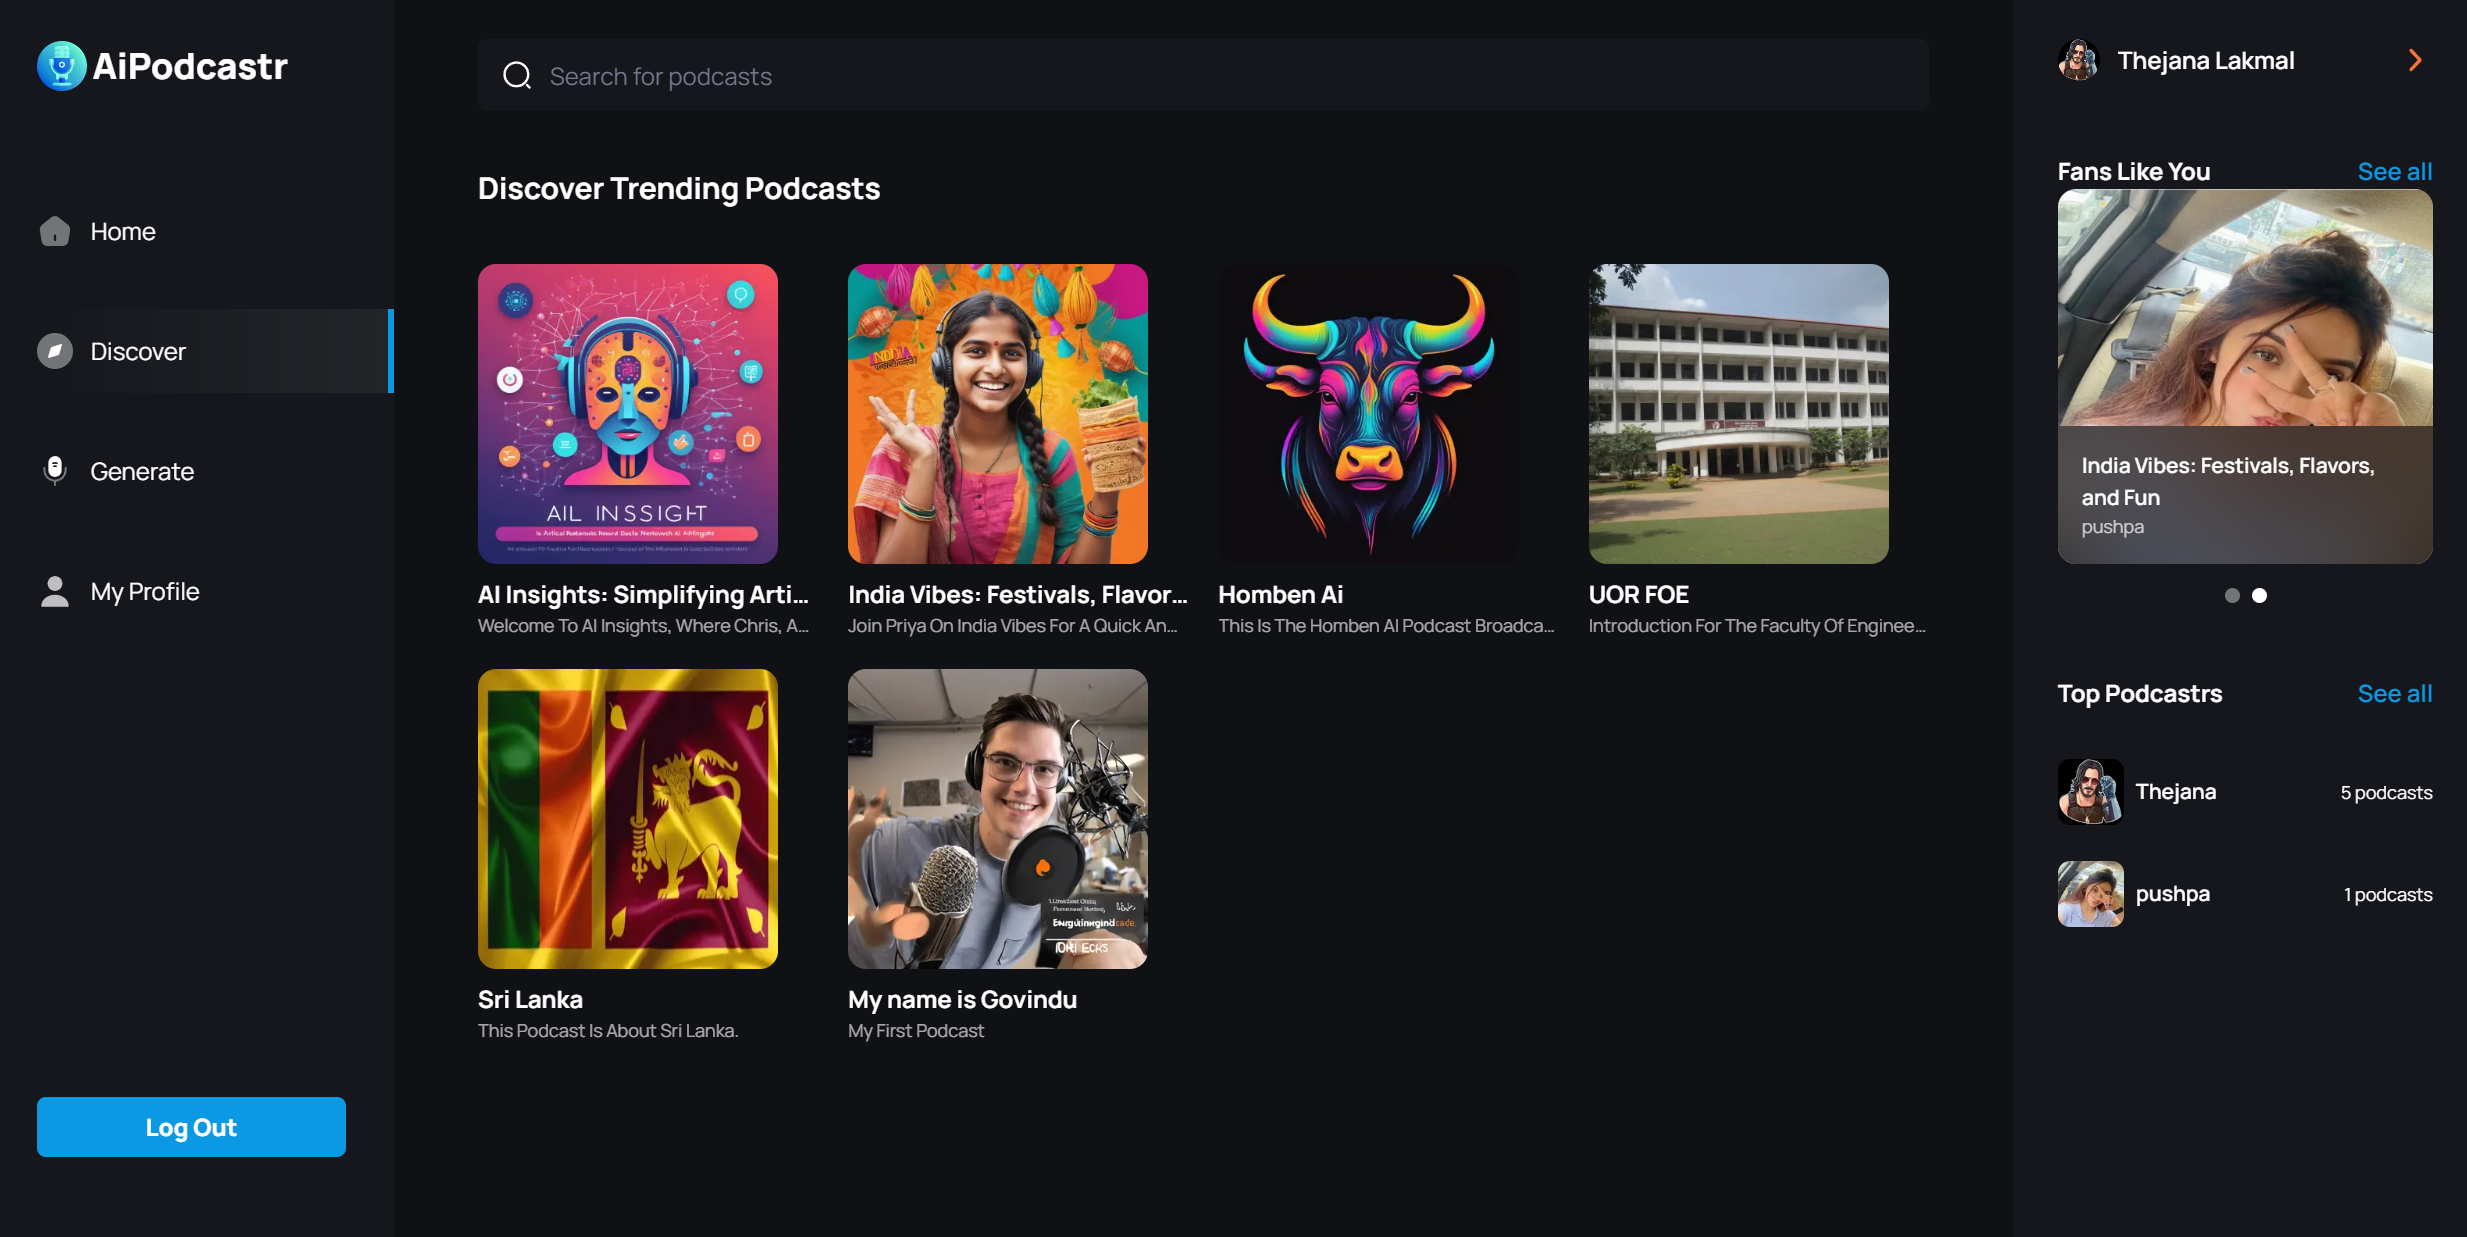 AiPodcastr
Home
Discover
Generate
My Profile
Log Out
Search for podcasts
Discover Trending Podcasts
AIL INSSIGHT
AI Insights: Simplifying Arti...
Welcome To AI Insights, Where Chris, A...
India Vibes: Festivals, Flavor...
Join Priya On India Vibes For A Quick An...
Homben Ai
This Is The Homben AI Podcast Broadca...
UOR FOE
Introduction For The Faculty Of Enginee...
Sri Lanka
This Podcast Is About Sri Lanka.
My name is Govindu
My First Podcast
Thejana Lakmal
Fans Like You
See all
India Vibes: Festivals, Flavors,
and Fun
pushpa
Top Podcastrs
See all
Thejana
5 podcasts
pushpa
1 podcasts